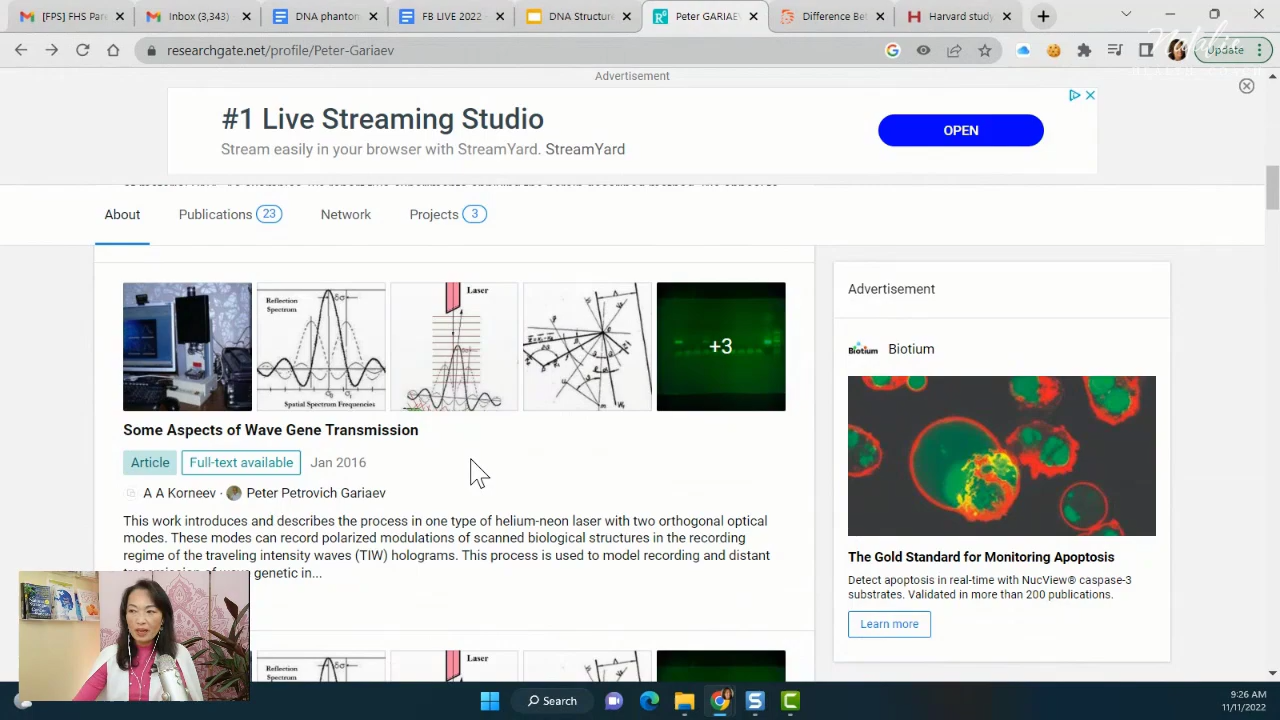 [FPS] FHS Pare
Inbox (3,343)
DNA phantom
FB LIVE 2022
DNA Structure
Peter GARIAEV
Difference Be
Harvard study
researchgate.net/profile/Peter-Gariaev
Update
Natalie
Advertisement
#1 Live Streaming Studio
Stream easily in your browser with StreamYard. StreamYard
OPEN
About
Publications 23
Network
Projects 3
Reflection
Spectrum
Spatial Spectrum Frequencies
Laser
+3
Some Aspects of Wave Gene Transmission
Article
Full-text available
Jan 2016
A A Korneev · Peter Petrovich Gariaev
This work introduces and describes the process in one type of helium-neon laser with two orthogonal optical
modes. These modes can record polarized modulations of scanned biological structures in the recording
regime of the traveling intensity waves (TIW) holograms. This process is used to model recording and distant
genetic in...
Laser
Advertisement
Biotium Biotium
The Gold Standard for Monitoring Apoptosis
Detect apoptosis in real-time with NucView® caspase-3
substrates. Validated in more than 200 publications.
Learn more
Search
9:26 AM
11/11/2022